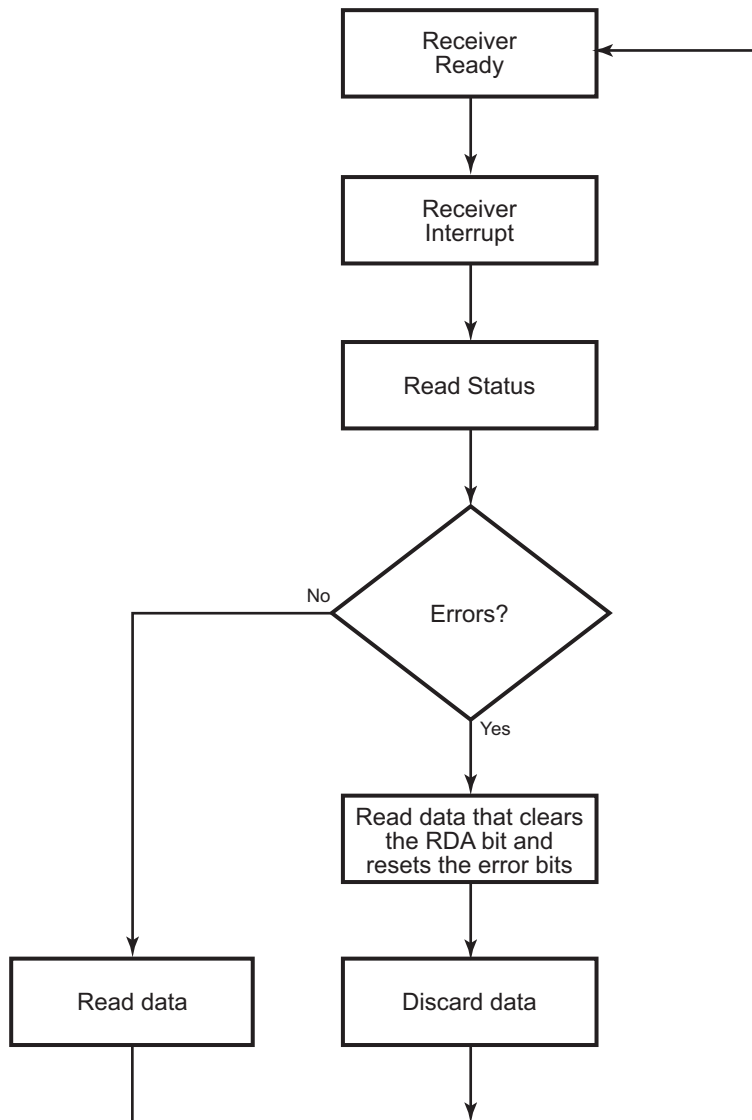 Receiver
Ready
Receiver
Interrupt
Read Status
Errors?
No
Yes
Read data that clears
the RDA bit and
resets the error bits
Read data
Discard data